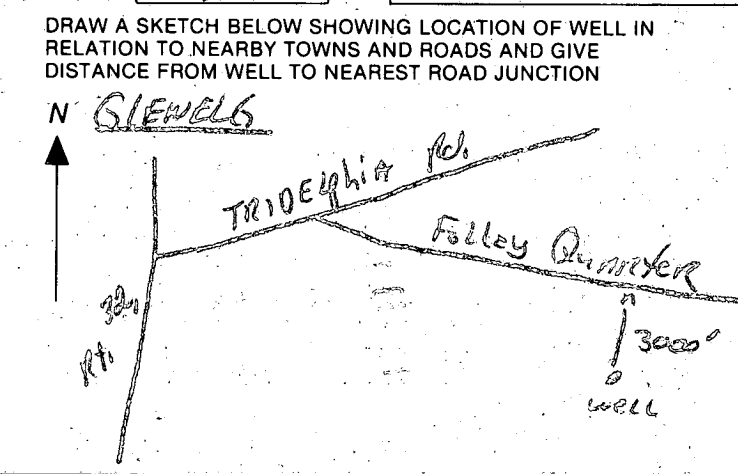 DRAW A SKETCH BELOW SHOWING LOCATION OF WELL IN
RELATION TO NEARBY TOWNS AND ROADS AND GIVE
DISTANCE FROM WELL TO NEAREST ROAD JUNCTION
N GlENELG
TRIDElphiA Rd.
Folley QuARteR
Rt. 32
3000'
well